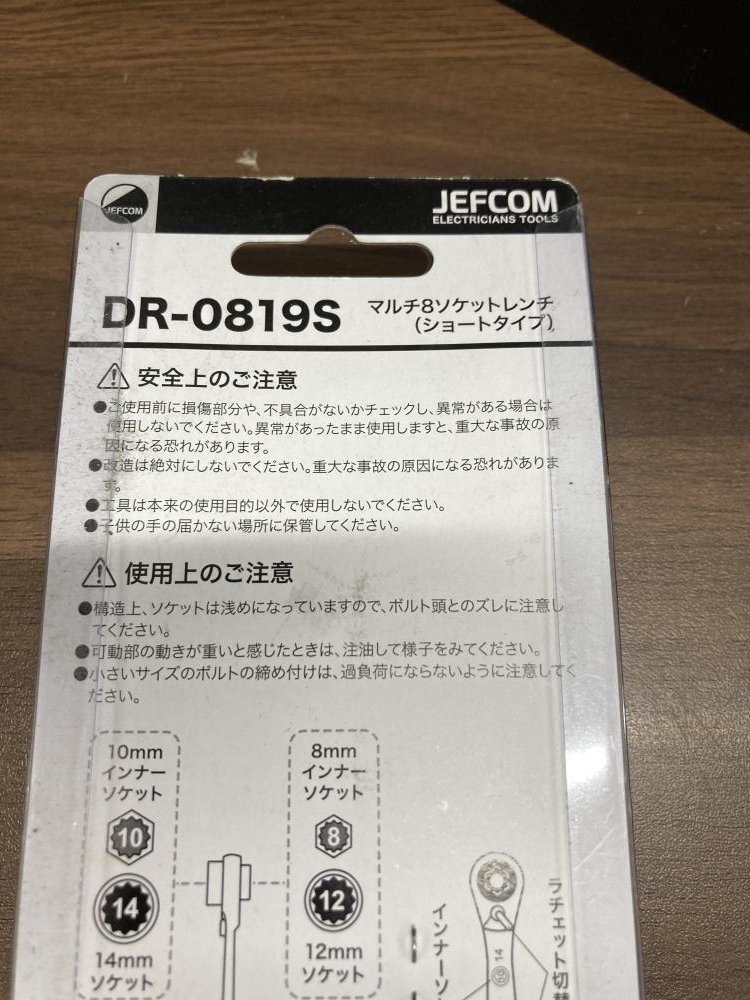 JEFCOM
JEFCOM
ELECTRICIANS TOOLS
DR-0819S
マルチ8ソケットレンチ
(ショートタイプ)
安全上のご注意
●ご使用前に損傷部分や、不具合がないかチェックし、異常がある場合は
使用しないでください。異常があったまま使用しますと、重大な事故の原
因になる恐れがあります。
●改造は絶対にしないでください。重大な事故の原因になる恐れがありま
す。
●工具は本来の使用目的以外で使用しないでください。
●子供の手の届かない場所に保管してください。
使用上のご注意
●構造上、ソケットは浅めになっていますので、ボルト頭とのズレに注意し
てください。
●可動部の動きが重いと感じたときは、注油して様子をみてください。
●小さいサイズのボルトの締め付けは、過負荷にならないように注意してく
ださい。
10mm
インナー
ソケット
10
14
14mm
ソケット
8mm
インナー
ソケット
8
12
12mm
ソケット
インナーソ
14
ラチェット切替